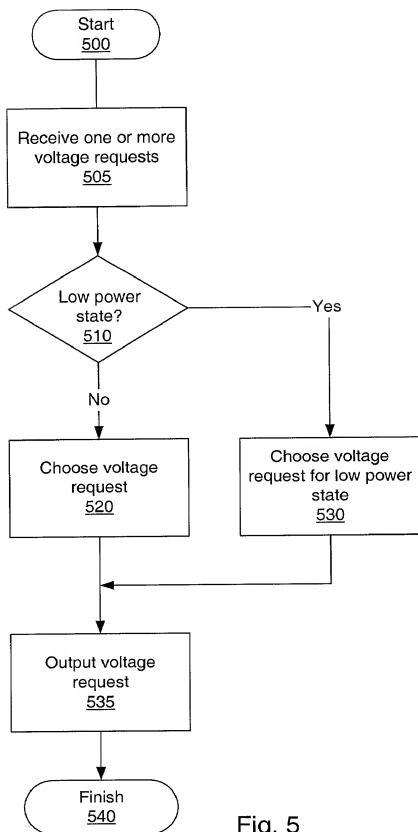 Start
500
Receive one or more
voltage requests
505
Low power
state?
510
Yes
No
Choose voltage
request
520
Choose voltage
request for low power
state
530
Output voltage
request
535
Finish
540
Fig. 5